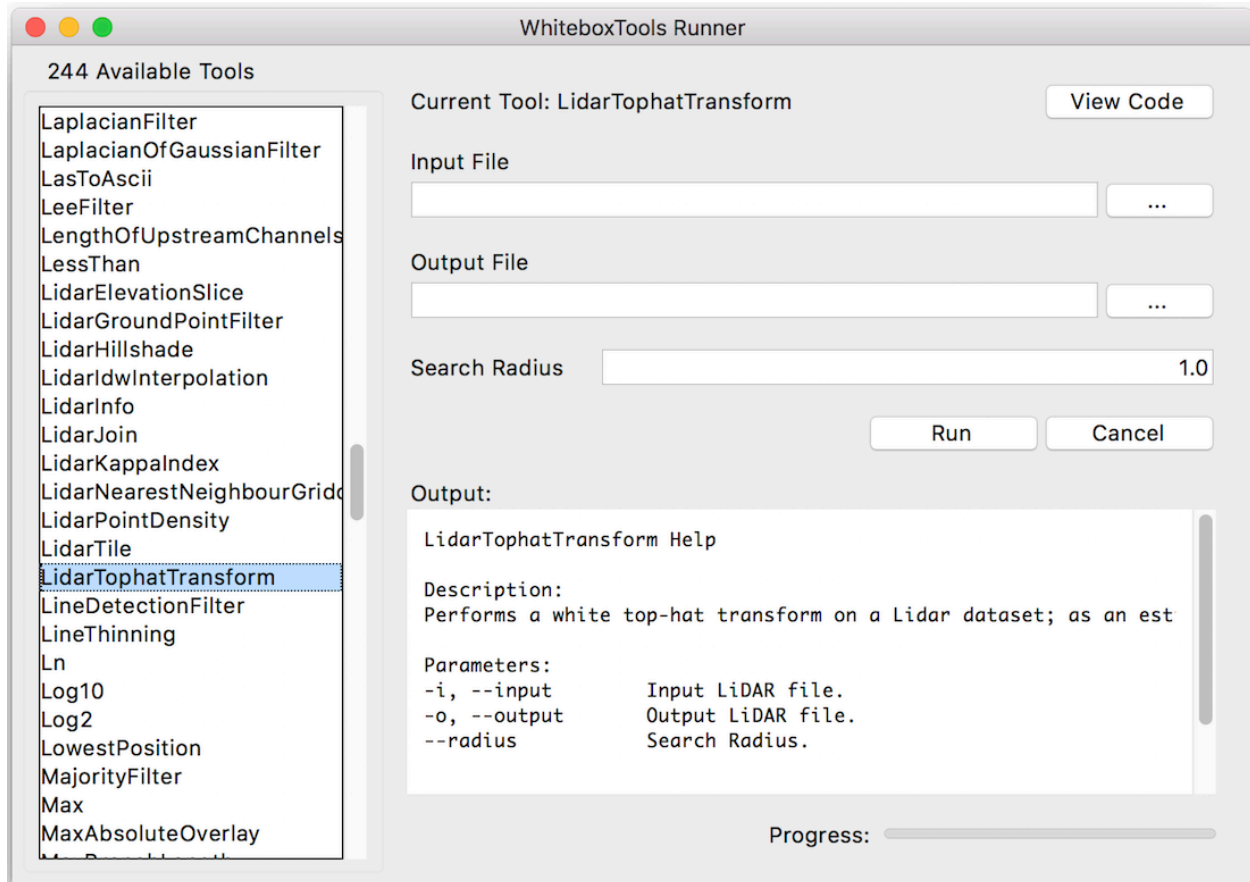 WhiteboxTools Runner
244 Available Tools
LaplacianFilter
LaplacianOfGaussianFilter
LasToAscii
LeeFilter
LengthOfUpstreamChannels
LessThan
LidarElevationSlice
LidarGroundPointFilter
LidarHillshade
LidarIdwInterpolation
LidarInfo
LidarJoin
LidarKappaIndex
LidarNearestNeighbourGridd
LidarPointDensity
LidarTile
LidarTophatTransform
LineDetectionFilter
LineThinning
Ln
Log10
Log2
LowestPosition
MajorityFilter
Max
MaxAbsoluteOverlay
Current Tool: LidarTophatTransform
View Code
Input File
...
Output File
...
Search Radius 1.0
Run Cancel
Output:
LidarTophatTransform Help
Description:
Performs a white top-hat transform on a Lidar dataset; as an est
Parameters:
-i, --input Input LiDAR file.
-o, --output Output LiDAR file.
--radius Search Radius.
Progress: